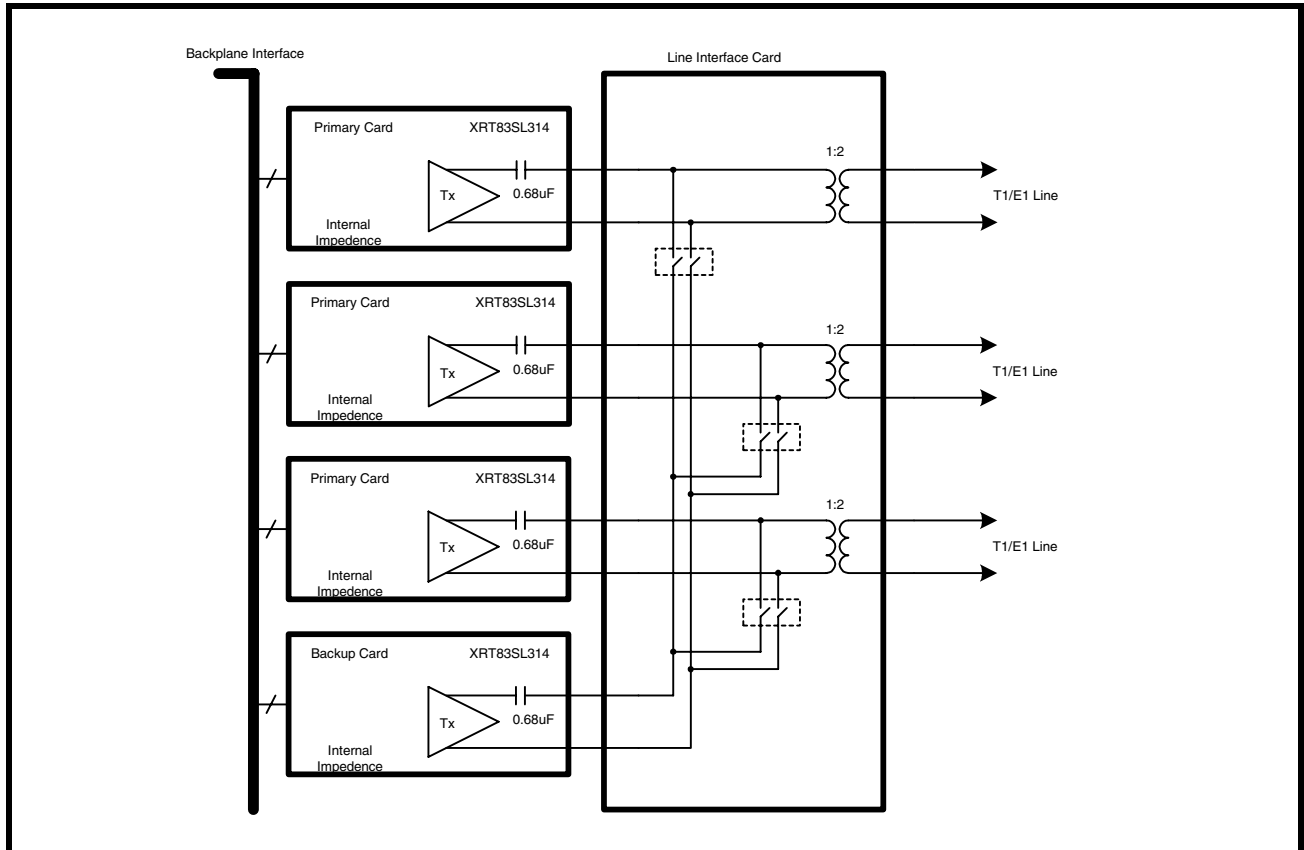 Backplane Interface
Line Interface Card
Primary Card XRT83SL314
Tx
0.68uF
Internal
Impedence
1:2
T1/E1 Line
Primary Card XRT83SL314
Tx
0.68uF
Internal
Impedence
1:2
T1/E1 Line
Primary Card XRT83SL314
Tx
0.68uF
Internal
Impedence
1:2
T1/E1 Line
Backup Card XRT83SL314
Tx
0.68uF
Internal
Impedence